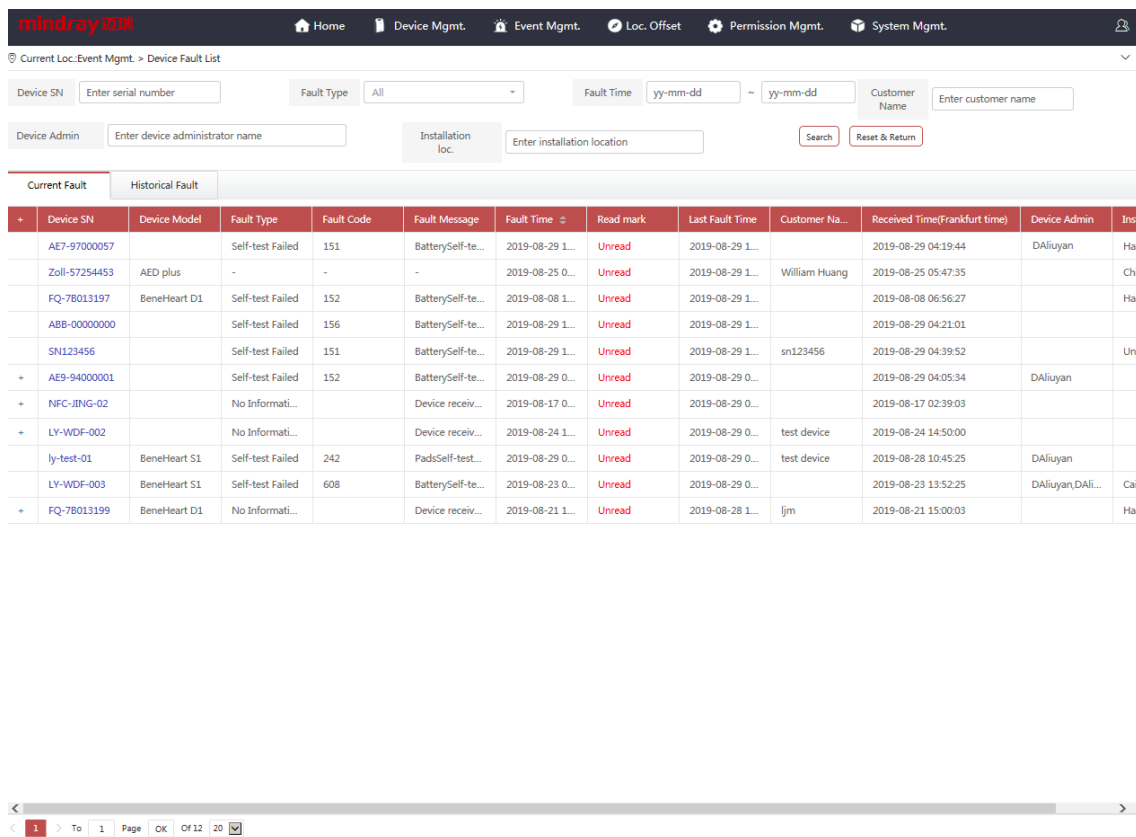 mindray迈瑞 Home Device Mgmt. Event Mgmt. Loc. Offset Permission Mgmt. System Mgmt.
Current Loc.:Event Mgmt. > Device Fault List
Device SN Enter serial number Fault Type All Fault Time yy-mm-dd ~ yy-mm-dd Customer Name Enter customer name
Device Admin Enter device administrator name Installation loc. Enter installation location Search Reset & Return
Current Fault Historical Fault
+ Device SN Device Model Fault Type Fault Code Fault Message Fault Time Read mark Last Fault Time Customer Na... Received Time(Frankfurt time) Device Admin Inst
AE7-97000057 Self-test Failed 151 BatterySelf-te... 2019-08-29 1... Unread 2019-08-29 1... 2019-08-29 04:19:44 DAliuyan Ha
Zoll-57254453 AED plus - - - 2019-08-25 0... Unread 2019-08-29 1... William Huang 2019-08-25 05:47:35 Ch
FQ-7B013197 BeneHeart D1 Self-test Failed 152 BatterySelf-te... 2019-08-08 1... Unread 2019-08-29 1... 2019-08-08 06:56:27 Ha
ABB-00000000 Self-test Failed 156 BatterySelf-te... 2019-08-29 1... Unread 2019-08-29 1... 2019-08-29 04:21:01
SN123456 Self-test Failed 151 BatterySelf-te... 2019-08-29 1... Unread 2019-08-29 1... sn123456 2019-08-29 04:39:52 Un
+ AE9-94000001 Self-test Failed 152 BatterySelf-te... 2019-08-29 0... Unread 2019-08-29 0... 2019-08-29 04:05:34 DAliuyan
+ NFC-JING-02 No Informati... Device receiv... 2019-08-17 0... Unread 2019-08-29 0... 2019-08-17 02:39:03
+ LY-WDF-002 No Informati... Device receiv... 2019-08-24 1... Unread 2019-08-29 0... test device 2019-08-24 14:50:00
ly-test-01 BeneHeart S1 Self-test Failed 242 PadsSelf-test... 2019-08-29 0... Unread 2019-08-29 0... test device 2019-08-28 10:45:25 DAliuyan
LY-WDF-003 BeneHeart S1 Self-test Failed 608 BatterySelf-te... 2019-08-23 0... Unread 2019-08-29 0... 2019-08-23 13:52:25 DAliuyan,DAli... Cai
+ FQ-7B013199 BeneHeart D1 No Informati... Device receiv... 2019-08-21 1... Unread 2019-08-28 1... ljm 2019-08-21 15:00:03 Ha
< 1 > To 1 Page OK Of 12 20